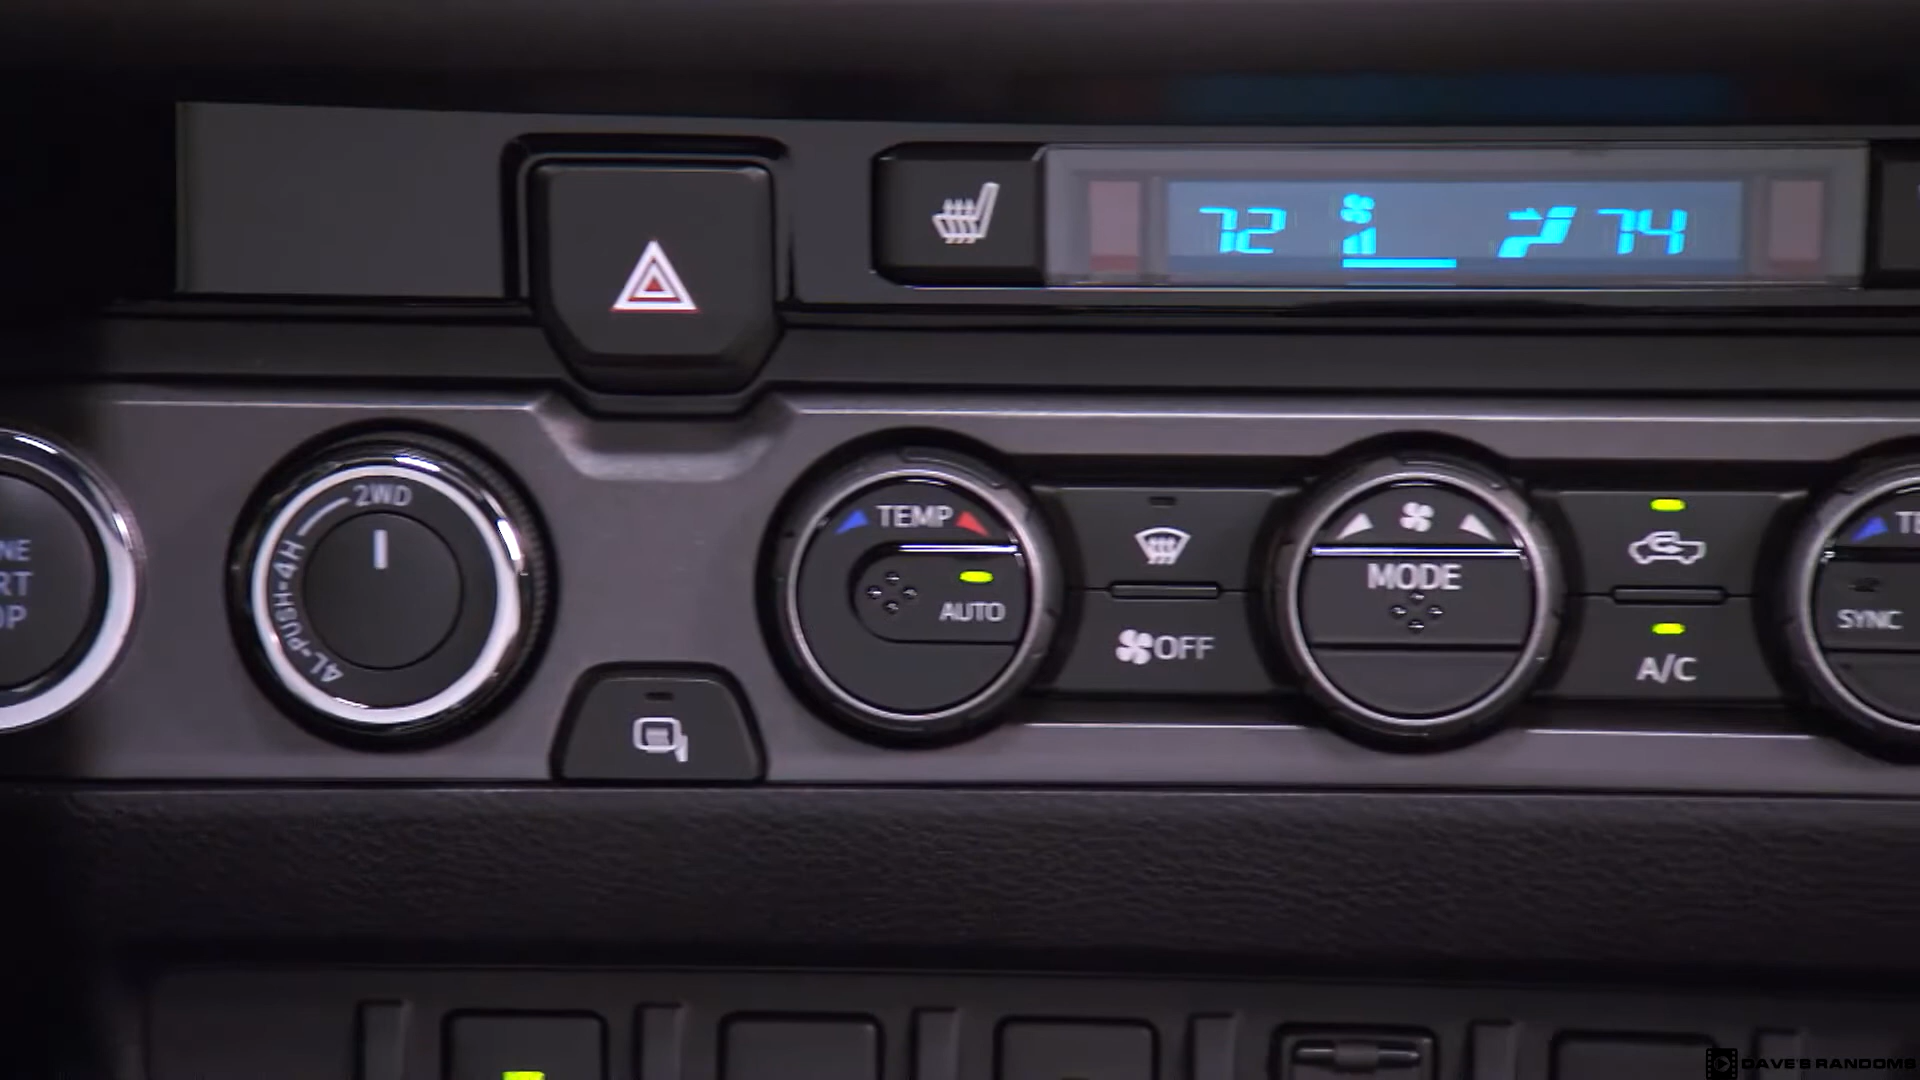 72 74
2WD
4L-PUSH-4H
TEMP
AUTO
OFF
MODE
A/C
SYNC
DAVE'S RANDOMS